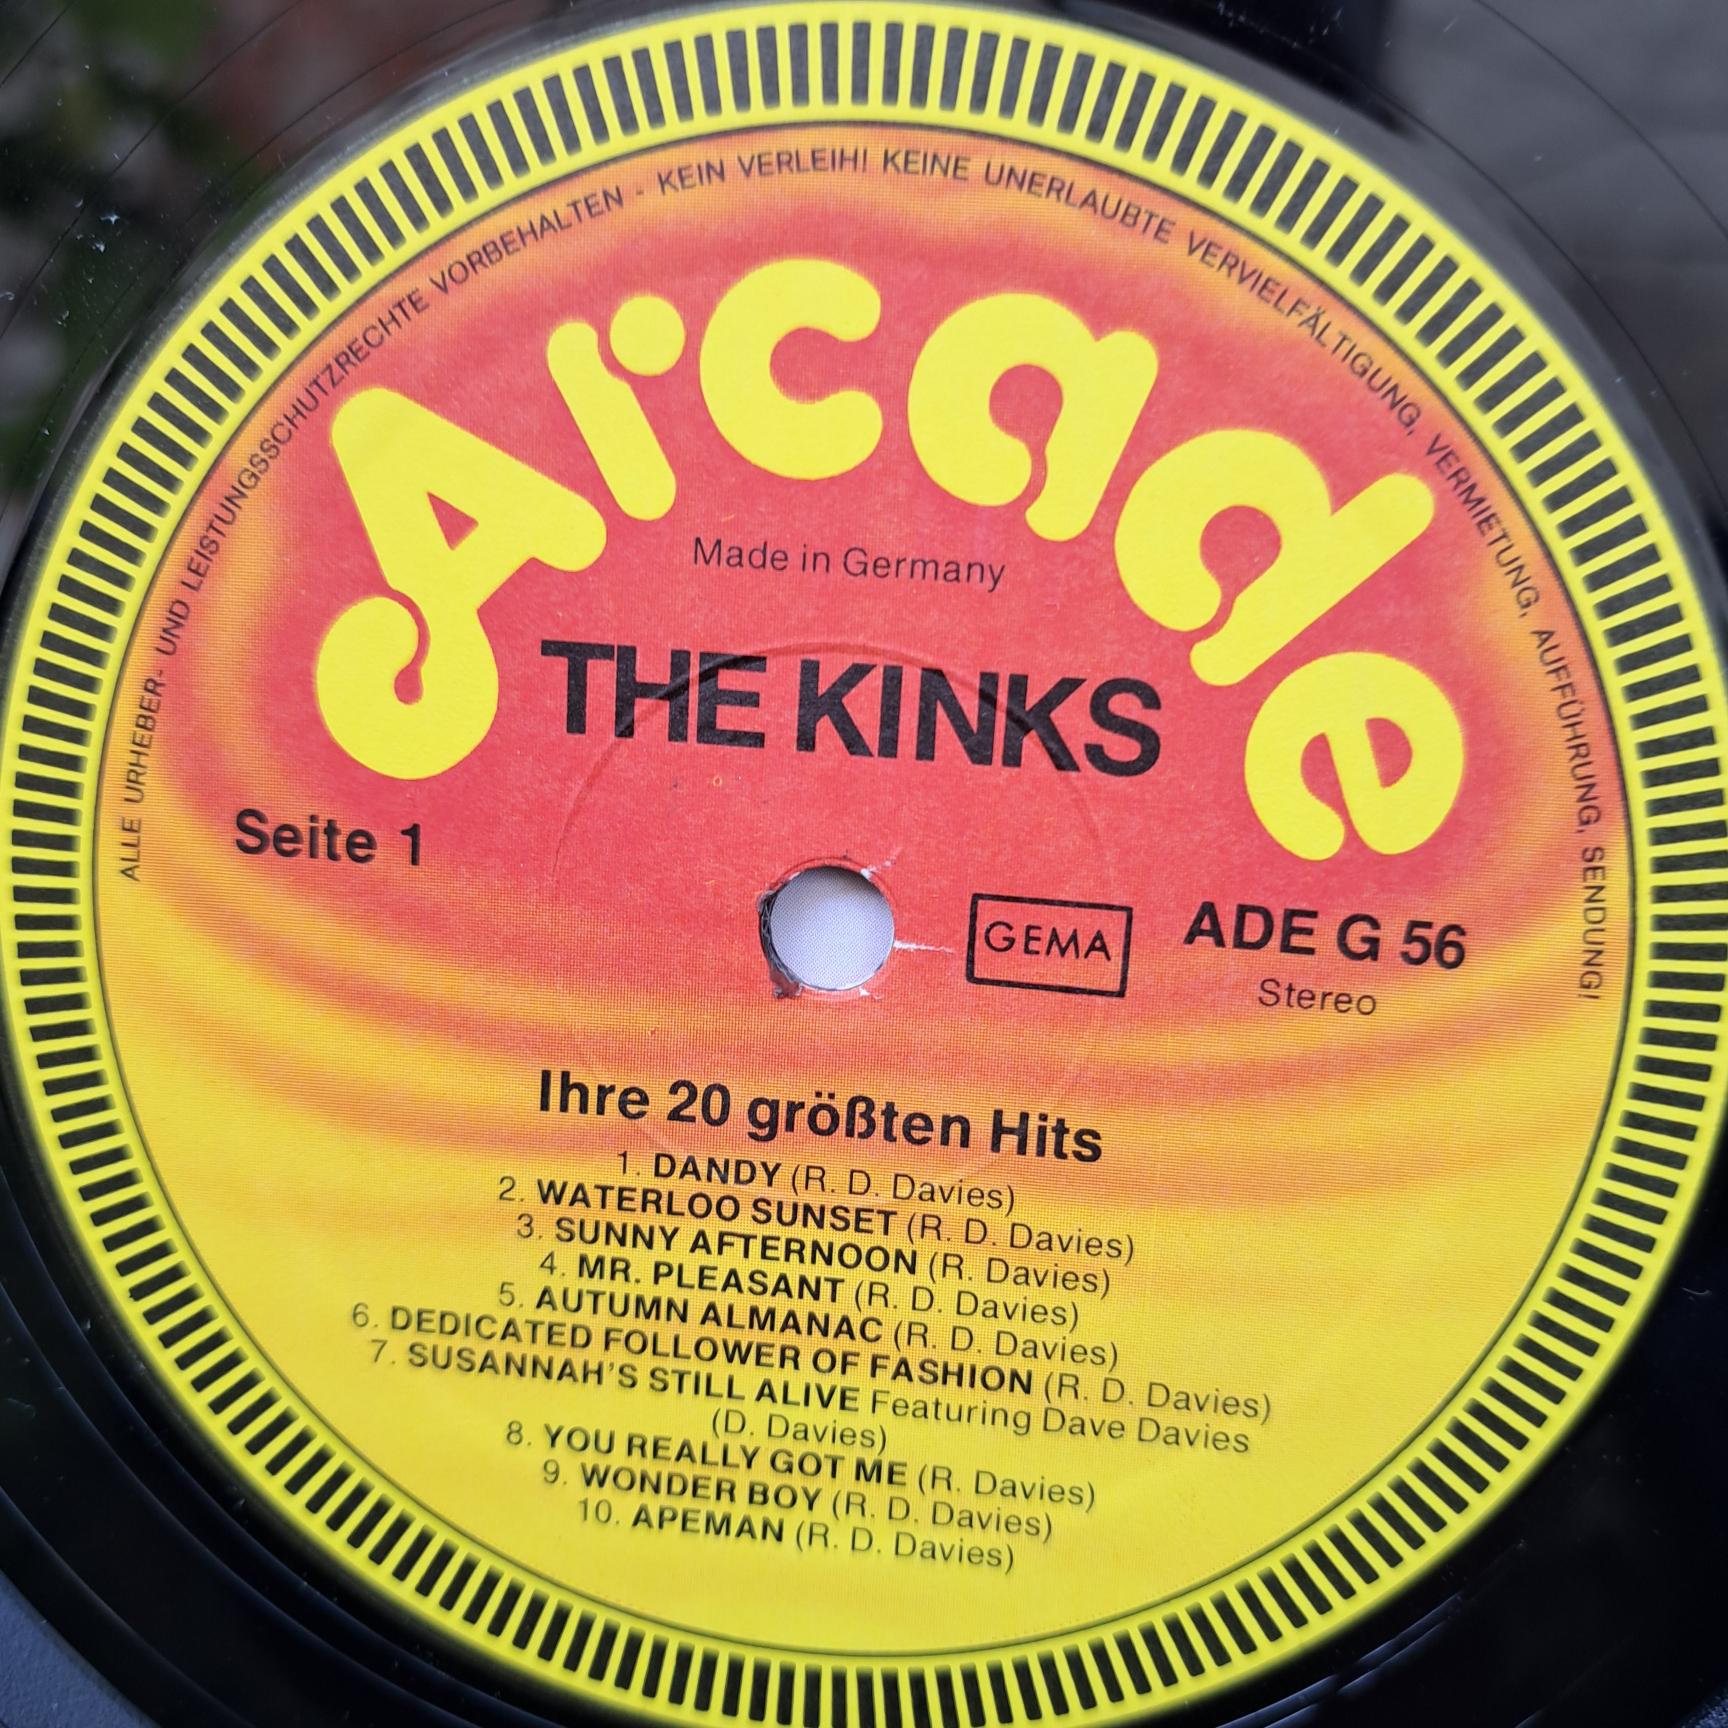 ALLE URHEBER- UND LEISTUNGSSCHUTZRECHTE VORBEHALTEN - KEIN VERLEIH! KEINE UNERLAUBTE VERVIELFÄLTIGUNG, VERMIETUNG, AUFFÜHRUNG, SENDUNG!
Arcade
Made in Germany
THE KINKS
Seite 1
GEMA
ADE G 56
Stereo
Ihre 20 größten Hits
1. DANDY (R. D. Davies)
2. WATERLOO SUNSET (R. D. Davies)
3. SUNNY AFTERNOON (R. Davies)
4. MR. PLEASANT (R. D. Davies)
5. AUTUMN ALMANAC (R. D. Davies)
6. DEDICATED FOLLOWER OF FASHION (R. D. Davies)
7. SUSANNAH'S STILL ALIVE Featuring Dave Davies
(D. Davies)
8. YOU REALLY GOT ME (R. Davies)
9. WONDER BOY (R. D. Davies)
10. APEMAN (R. D. Davies)